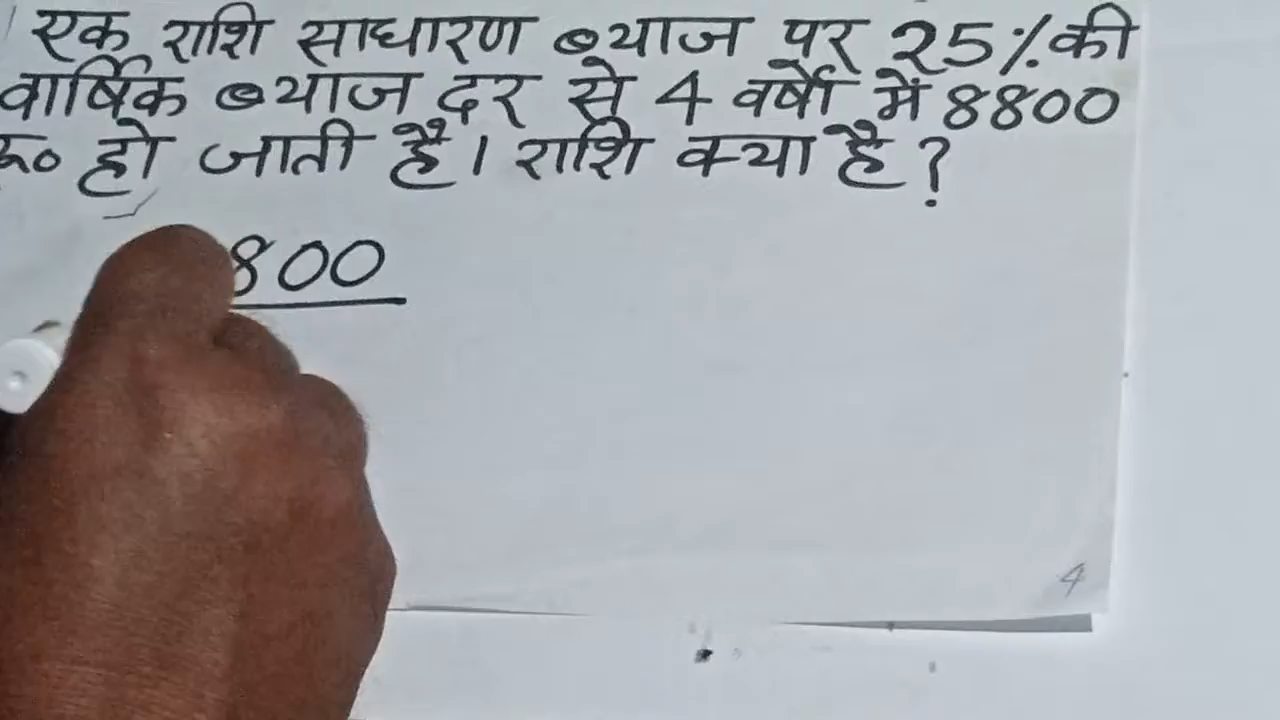 एक राशि साधारण ब्याज पर 25% की
वार्षिक ब्याज दर से 4 वर्षों में 8800
रु० हो जाती है। राशि क्या है ?
800
4